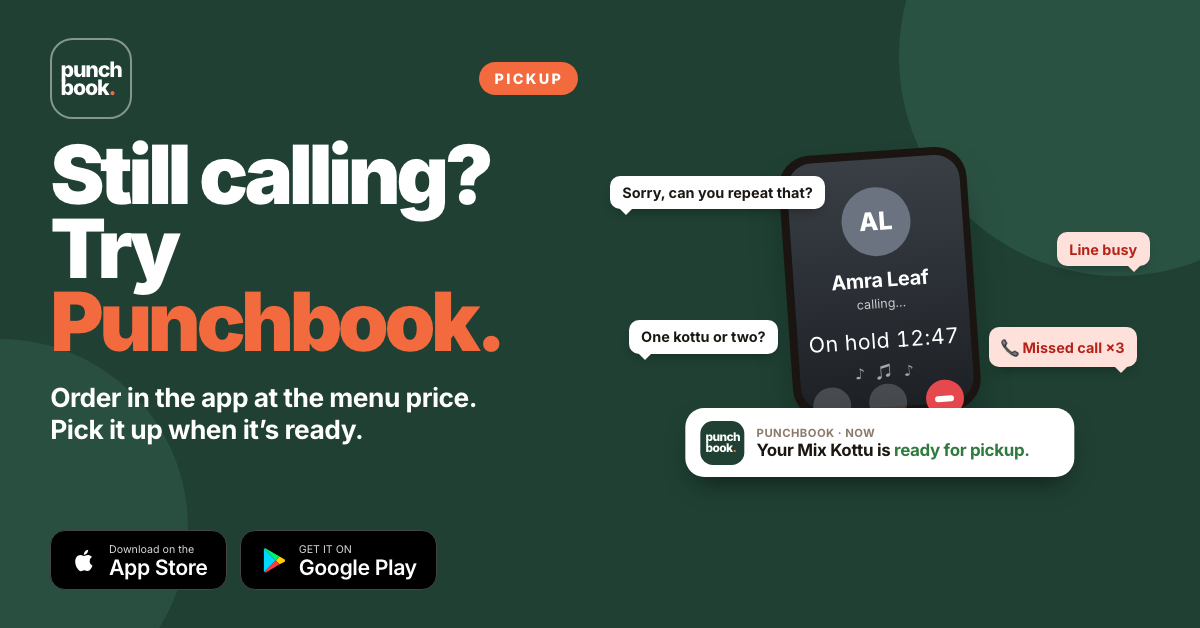 punch
book.
PICKUP
Still calling?
Try
Punchbook.
Order in the app at the menu price.
Pick it up when it’s ready.
Download on the
App Store
GET IT ON
Google Play
Sorry, can you repeat that?
AL
Amra Leaf
calling...
Line busy
One kottu or two?
On hold 12:47
Missed call ×3
punch
book.
PUNCHBOOK · NOW
Your Mix Kottu is ready for pickup.